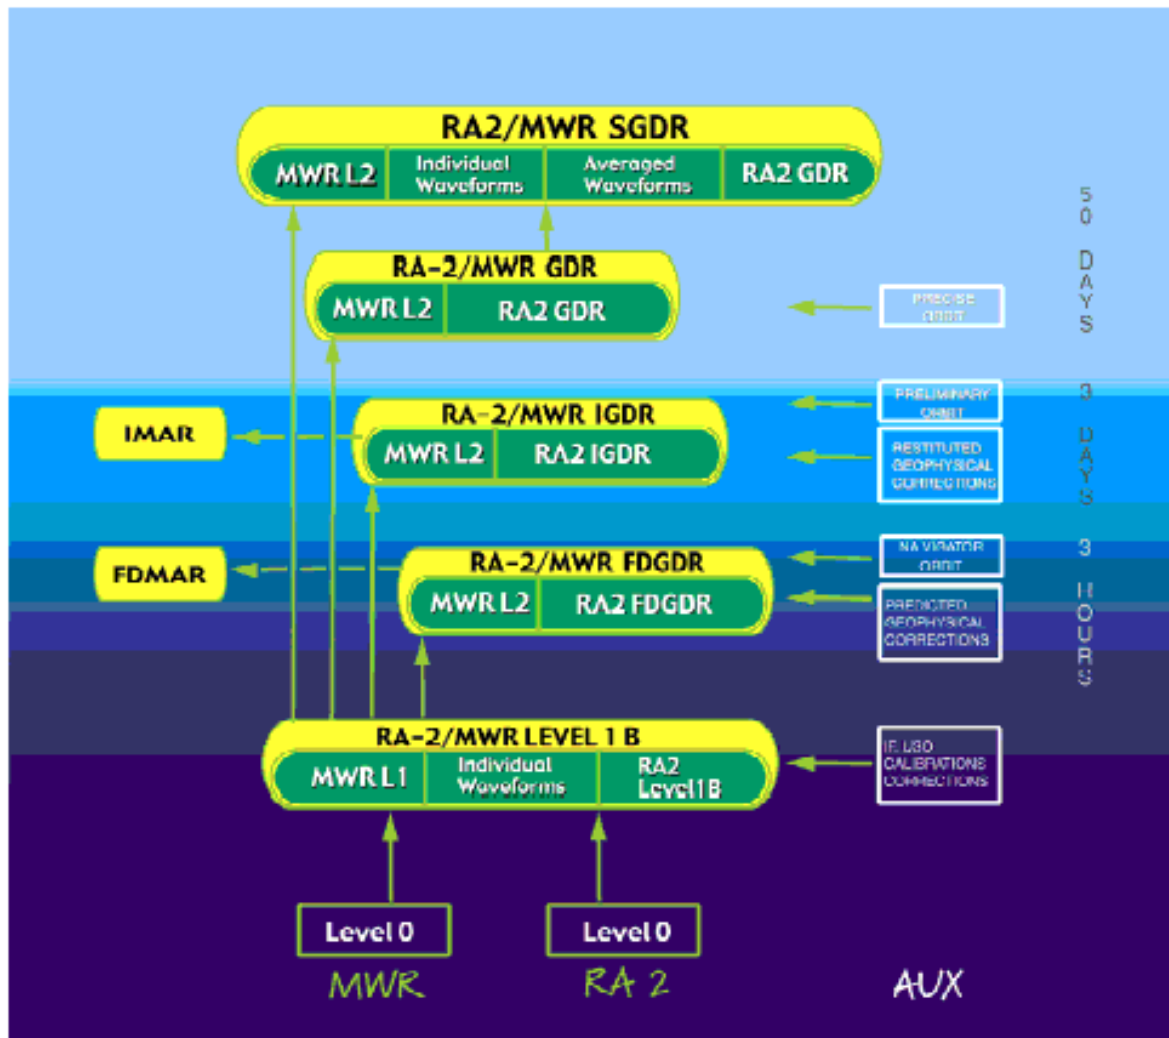 RA2/MWR SGDR
MWR L2
Individual
Waveforms
Averaged
Waveforms
RA2 GDR
RA-2/MWR GDR
MWR L2
RA2 GDR
PRECISE
ORBIT
50 DAYS
RA-2/MWR IGDR
MWR L2
RA2 IGDR
IMAR
PRELIMINARY
ORBIT
RESTITUTED
GEOPHYSICAL
CORRECTIONS
3 DAYS
RA-2/MWR FDGDR
MWR L2
RA2 FDGDR
FDMAR
NAVIGATOR
ORBIT
PREDICTED
GEOPHYSICAL
CORRECTIONS
3 HOURS
RA-2/MWR LEVEL 1 B
MWR L1
Individual
Waveforms
RA2
Level1B
IF, USO
CALIBRATIONS
CORRECTIONS
Level 0
Level 0
MWR
RA 2
AUX